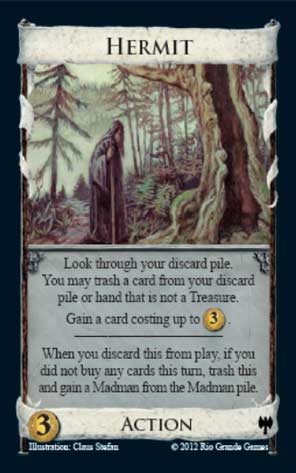 HERMIT
Look through your discard pile.
You may trash a card from your discard
pile or hand that is not a Treasure.
Gain a card costing up to 3.
When you discard this from play, if you
did not buy any cards this turn, trash this
and gain a Madman from the Madman pile.
3 ACTION
Illustration: Claus Stefan © 2012 Rio Grande Games